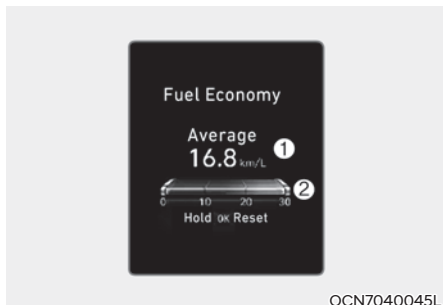 Fuel Economy
Average
16.8 km/L ①
②
0 10 20 30
Hold OK Reset
OCN7040045L